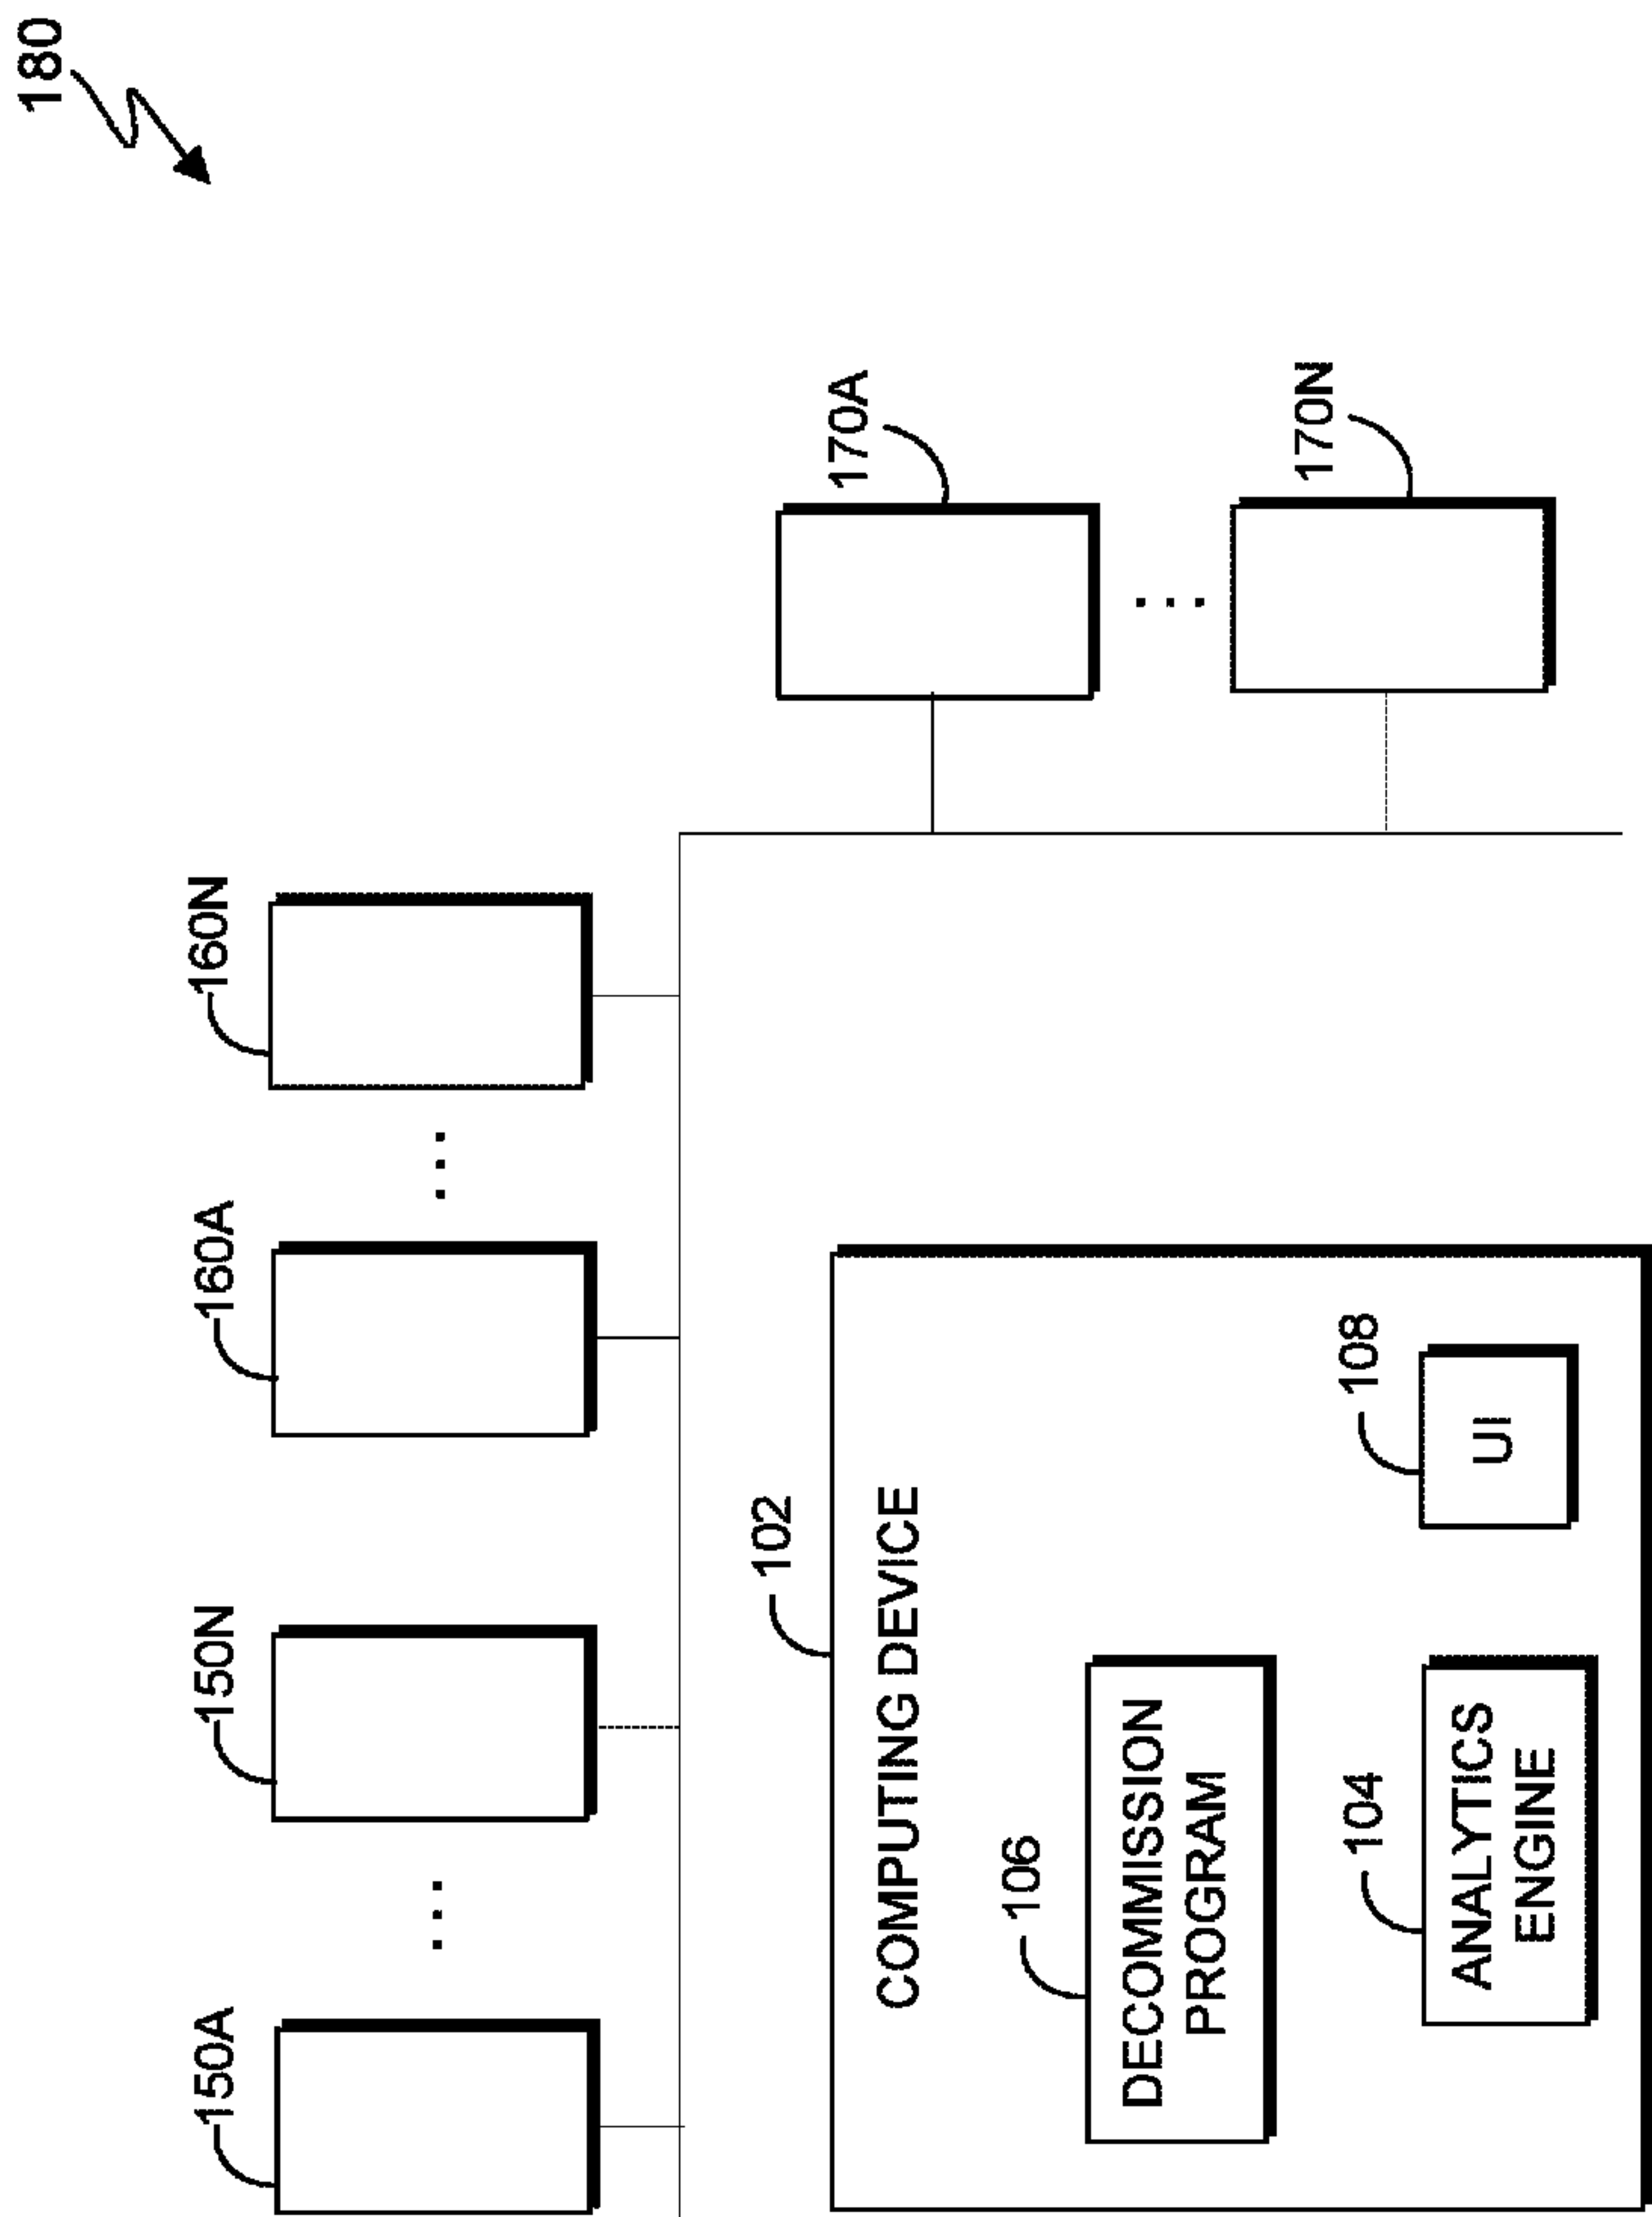 180
150A
150N
160A
160N
170A
170N
102
COMPUTING DEVICE
106
DECOMMISSION
PROGRAM
104
ANALYTICS
ENGINE
108
UI